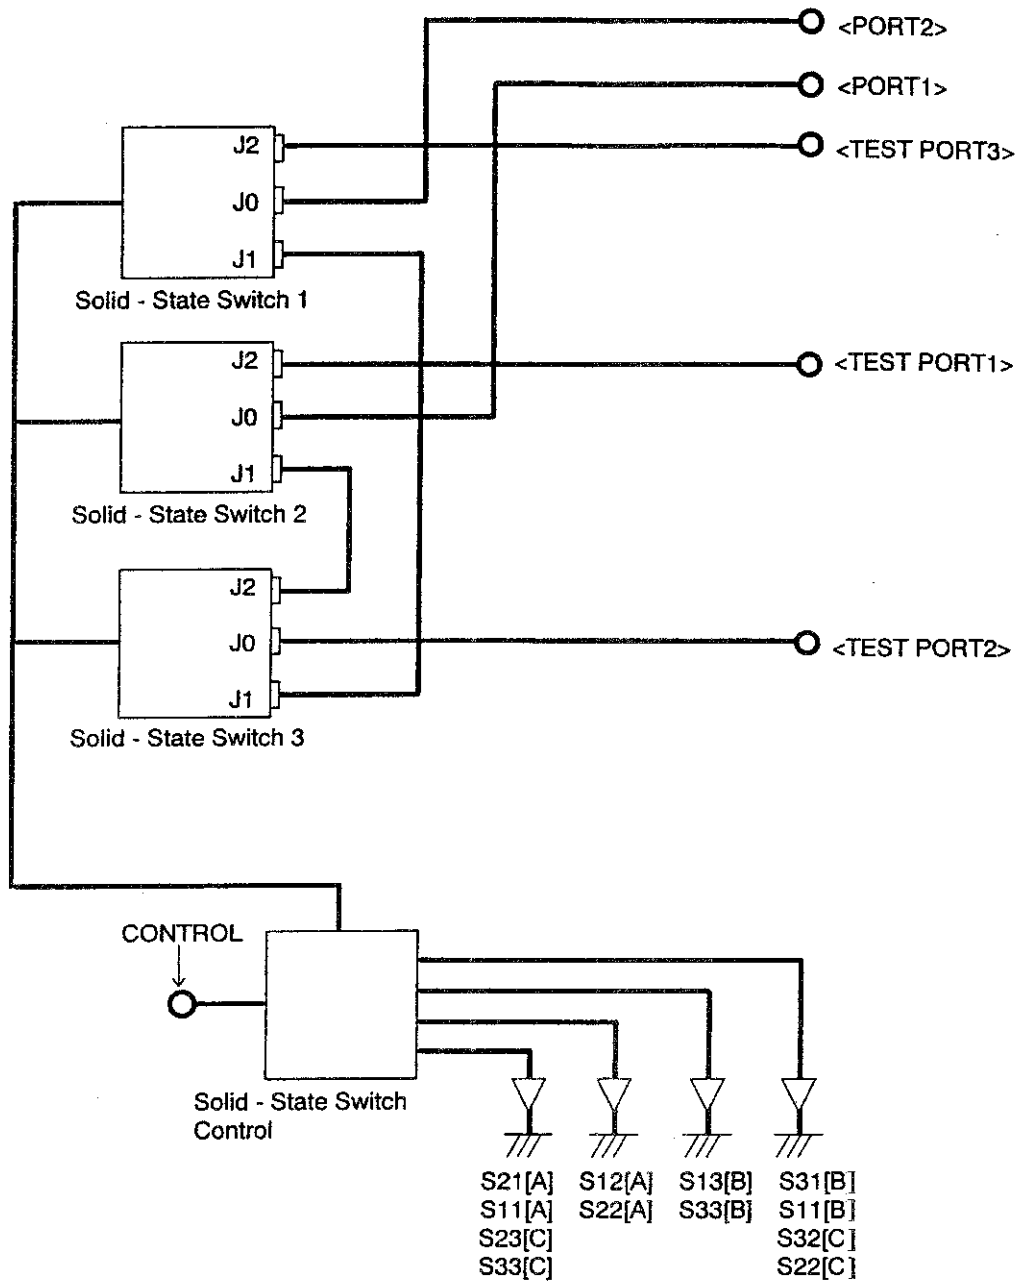 <PORT2>
<PORT1>
J2
<TEST PORT3>
J0
J1
Solid - State Switch 1
J2
<TEST PORT1>
J0
J1
Solid - State Switch 2
J2
J0
<TEST PORT2>
J1
Solid - State Switch 3
CONTROL
Solid - State Switch
Control
S21[A] S12[A] S13[B] S31[B]
S11[A] S22[A] S33[B] S11[B]
S23[C] S32[C]
S33[C] S22[C]